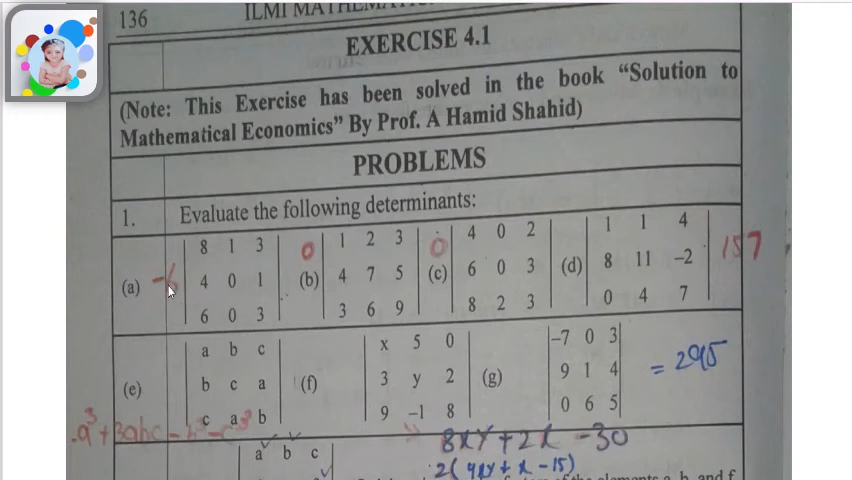 136 ILMI MATHEMA
EXERCISE 4.1
(Note: This Exercise has been solved in the book “Solution to
Mathematical Economics” By Prof. A Hamid Shahid)
PROBLEMS
1. Evaluate the following determinants:
8 1 3 0 1 2 3 0 4 0 2 1 1 4
(a) -6 4 0 1 (b) 4 7 5 (c) 6 0 3 (d) 8 11 –2 157
6 0 3 3 6 9 8 2 3 0 4 7
a b c x 5 0 –7 0 3
(e) b c a (f) 3 y 2 (g) 9 1 4 = 295
c a b 9 –1 8 0 6 5
-a³ + 3abc - b³ - c³ 8xy + 2x - 30
a b c 2(4xy + x - 15)
of the elements a, b, and f